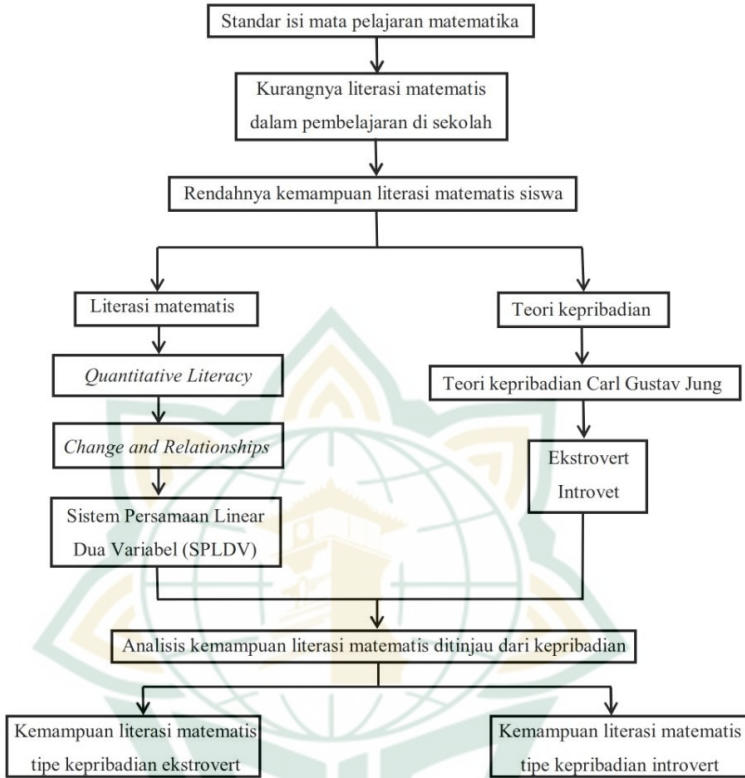 Standar isi mata pelajaran matematika
Kurangnya literasi matematis
dalam pembelajaran di sekolah
Rendahnya kemampuan literasi matematis siswa
Literasi matematis
Quantitative Literacy
Change and Relationships
Sistem Persamaan Linear
Dua Variabel (SPLDV)
Teori kepribadian
Teori kepribadian Carl Gustav Jung
Ekstrovert
Introvet
Analisis kemampuan literasi matematis ditinjau dari kepribadian
Kemampuan literasi matematis
tipe kepribadian ekstrovert
Kemampuan literasi matematis
tipe kepribadian introvert